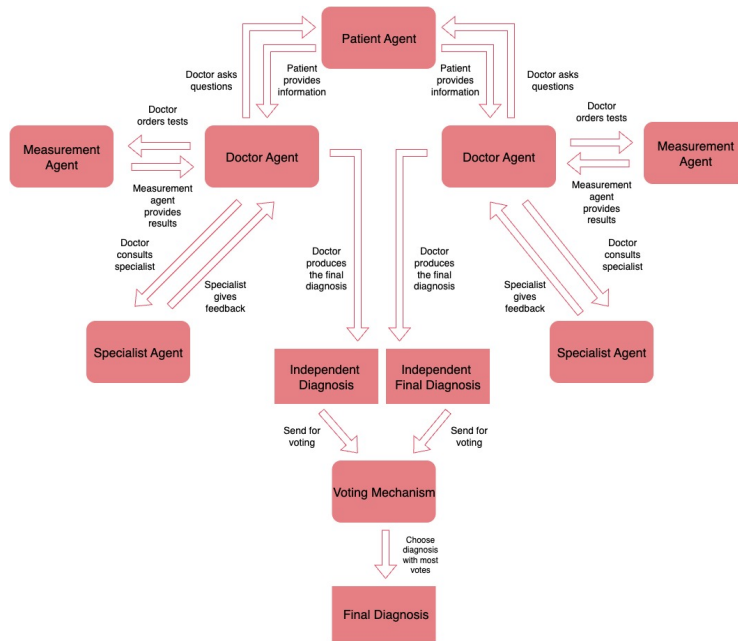 Patient Agent
Doctor asks
questions
Patient
provides
information
Patient
provides
information
Doctor asks
questions
Doctor
orders tests
Doctor
orders tests
Measurement
Agent
Doctor Agent
Doctor Agent
Measurement
Agent
Measurement
agent
provides
results
Measurement
agent
provides
results
Doctor
consults
specialist
Specialist
gives
feedback
Doctor
produces
the final
diagnosis
Doctor
produces
the final
diagnosis
Specialist
gives
feedback
Doctor
consults
specialist
Specialist Agent
Specialist Agent
Independent
Diagnosis
Independent
Final Diagnosis
Send for
voting
Send for
voting
Voting Mechanism
Choose
diagnosis
with most
votes
Final Diagnosis